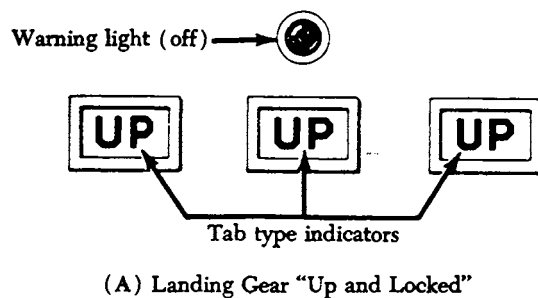 Warning light (off)
UP UP UP
Tab type indicators
(A) Landing Gear “Up and Locked”